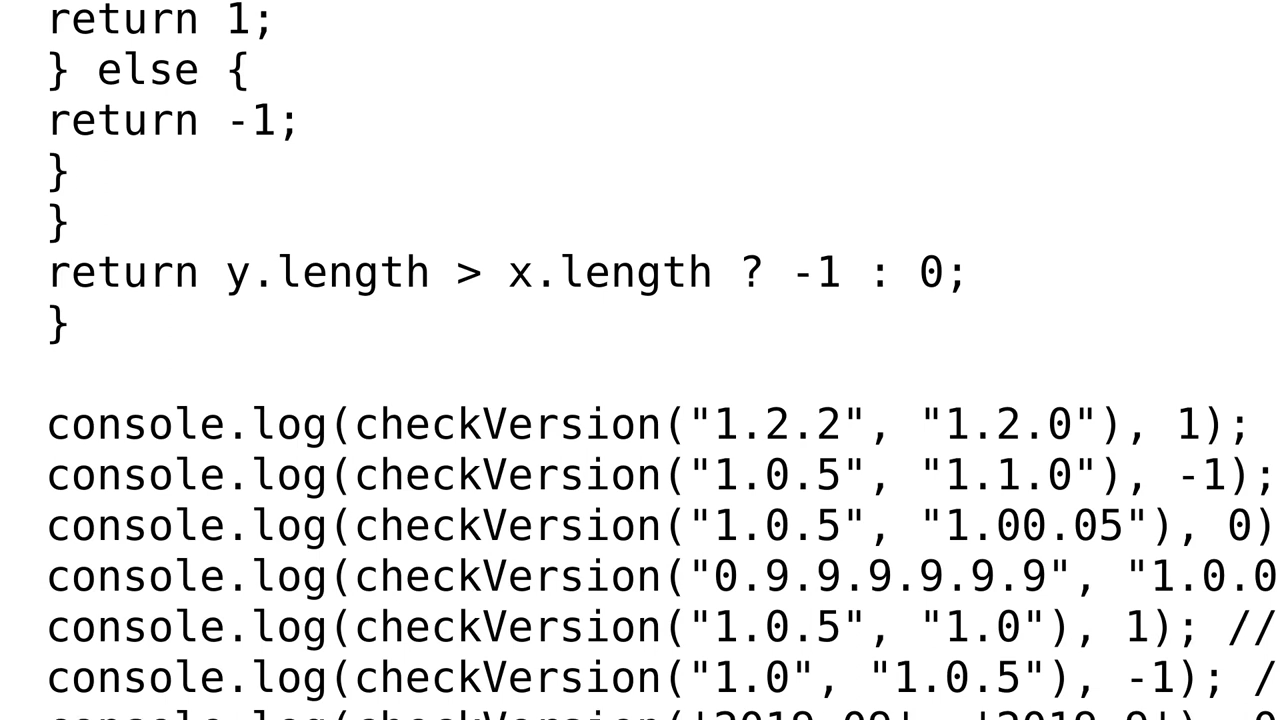 return 1;
} else {
return -1;
}
}
return y.length > x.length ? -1 : 0;
}
console.log(checkVersion("1.2.2", "1.2.0"), 1);
console.log(checkVersion("1.0.5", "1.1.0"), -1);
console.log(checkVersion("1.0.5", "1.00.05"), 0)
console.log(checkVersion("0.9.9.9.9.9.9", "1.0.0
console.log(checkVersion("1.0.5", "1.0"), 1); //
console.log(checkVersion("1.0", "1.0.5"), -1); /